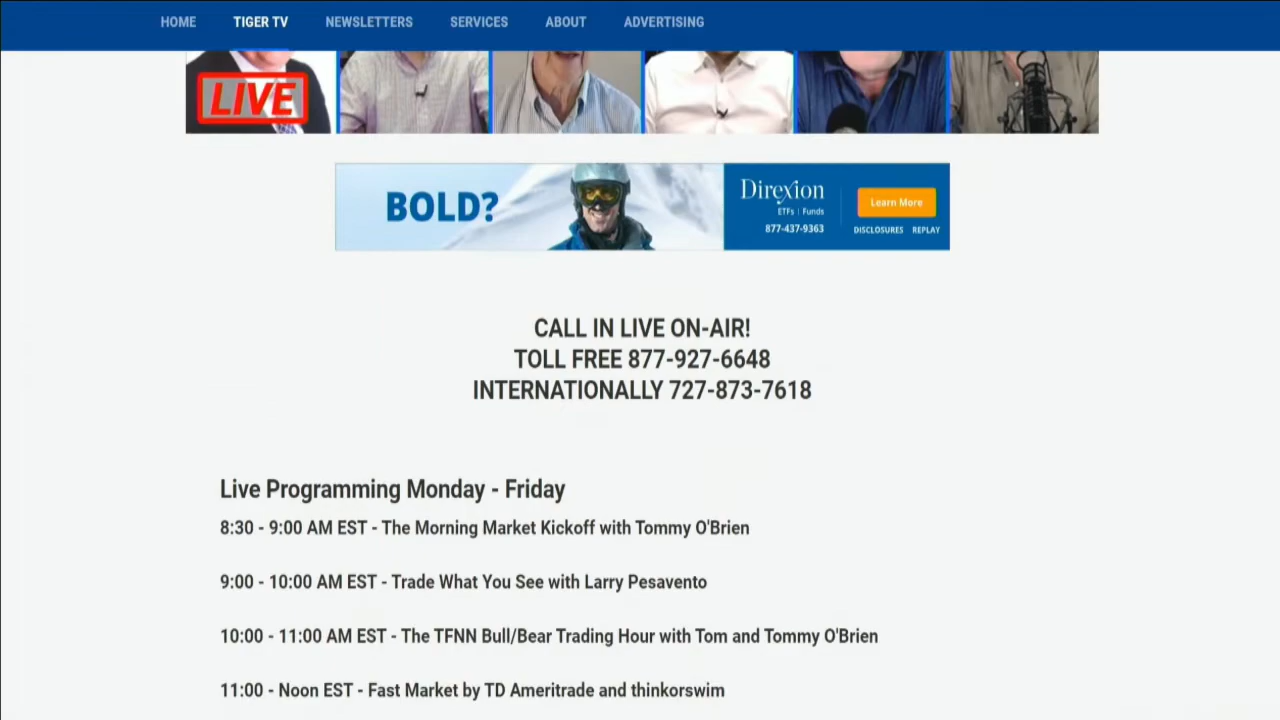 HOME TIGER TV NEWSLETTERS SERVICES ABOUT ADVERTISING
LIVE
BOLD?
Direxion
ETFs | Funds
877-437-9363
Learn More
DISCLOSURES REPLAY
CALL IN LIVE ON-AIR!
TOLL FREE 877-927-6648
INTERNATIONALLY 727-873-7618
Live Programming Monday - Friday
8:30 - 9:00 AM EST - The Morning Market Kickoff with Tommy O'Brien
9:00 - 10:00 AM EST - Trade What You See with Larry Pesavento
10:00 - 11:00 AM EST - The TFNN Bull/Bear Trading Hour with Tom and Tommy O'Brien
11:00 - Noon EST - Fast Market by TD Ameritrade and thinkorswim